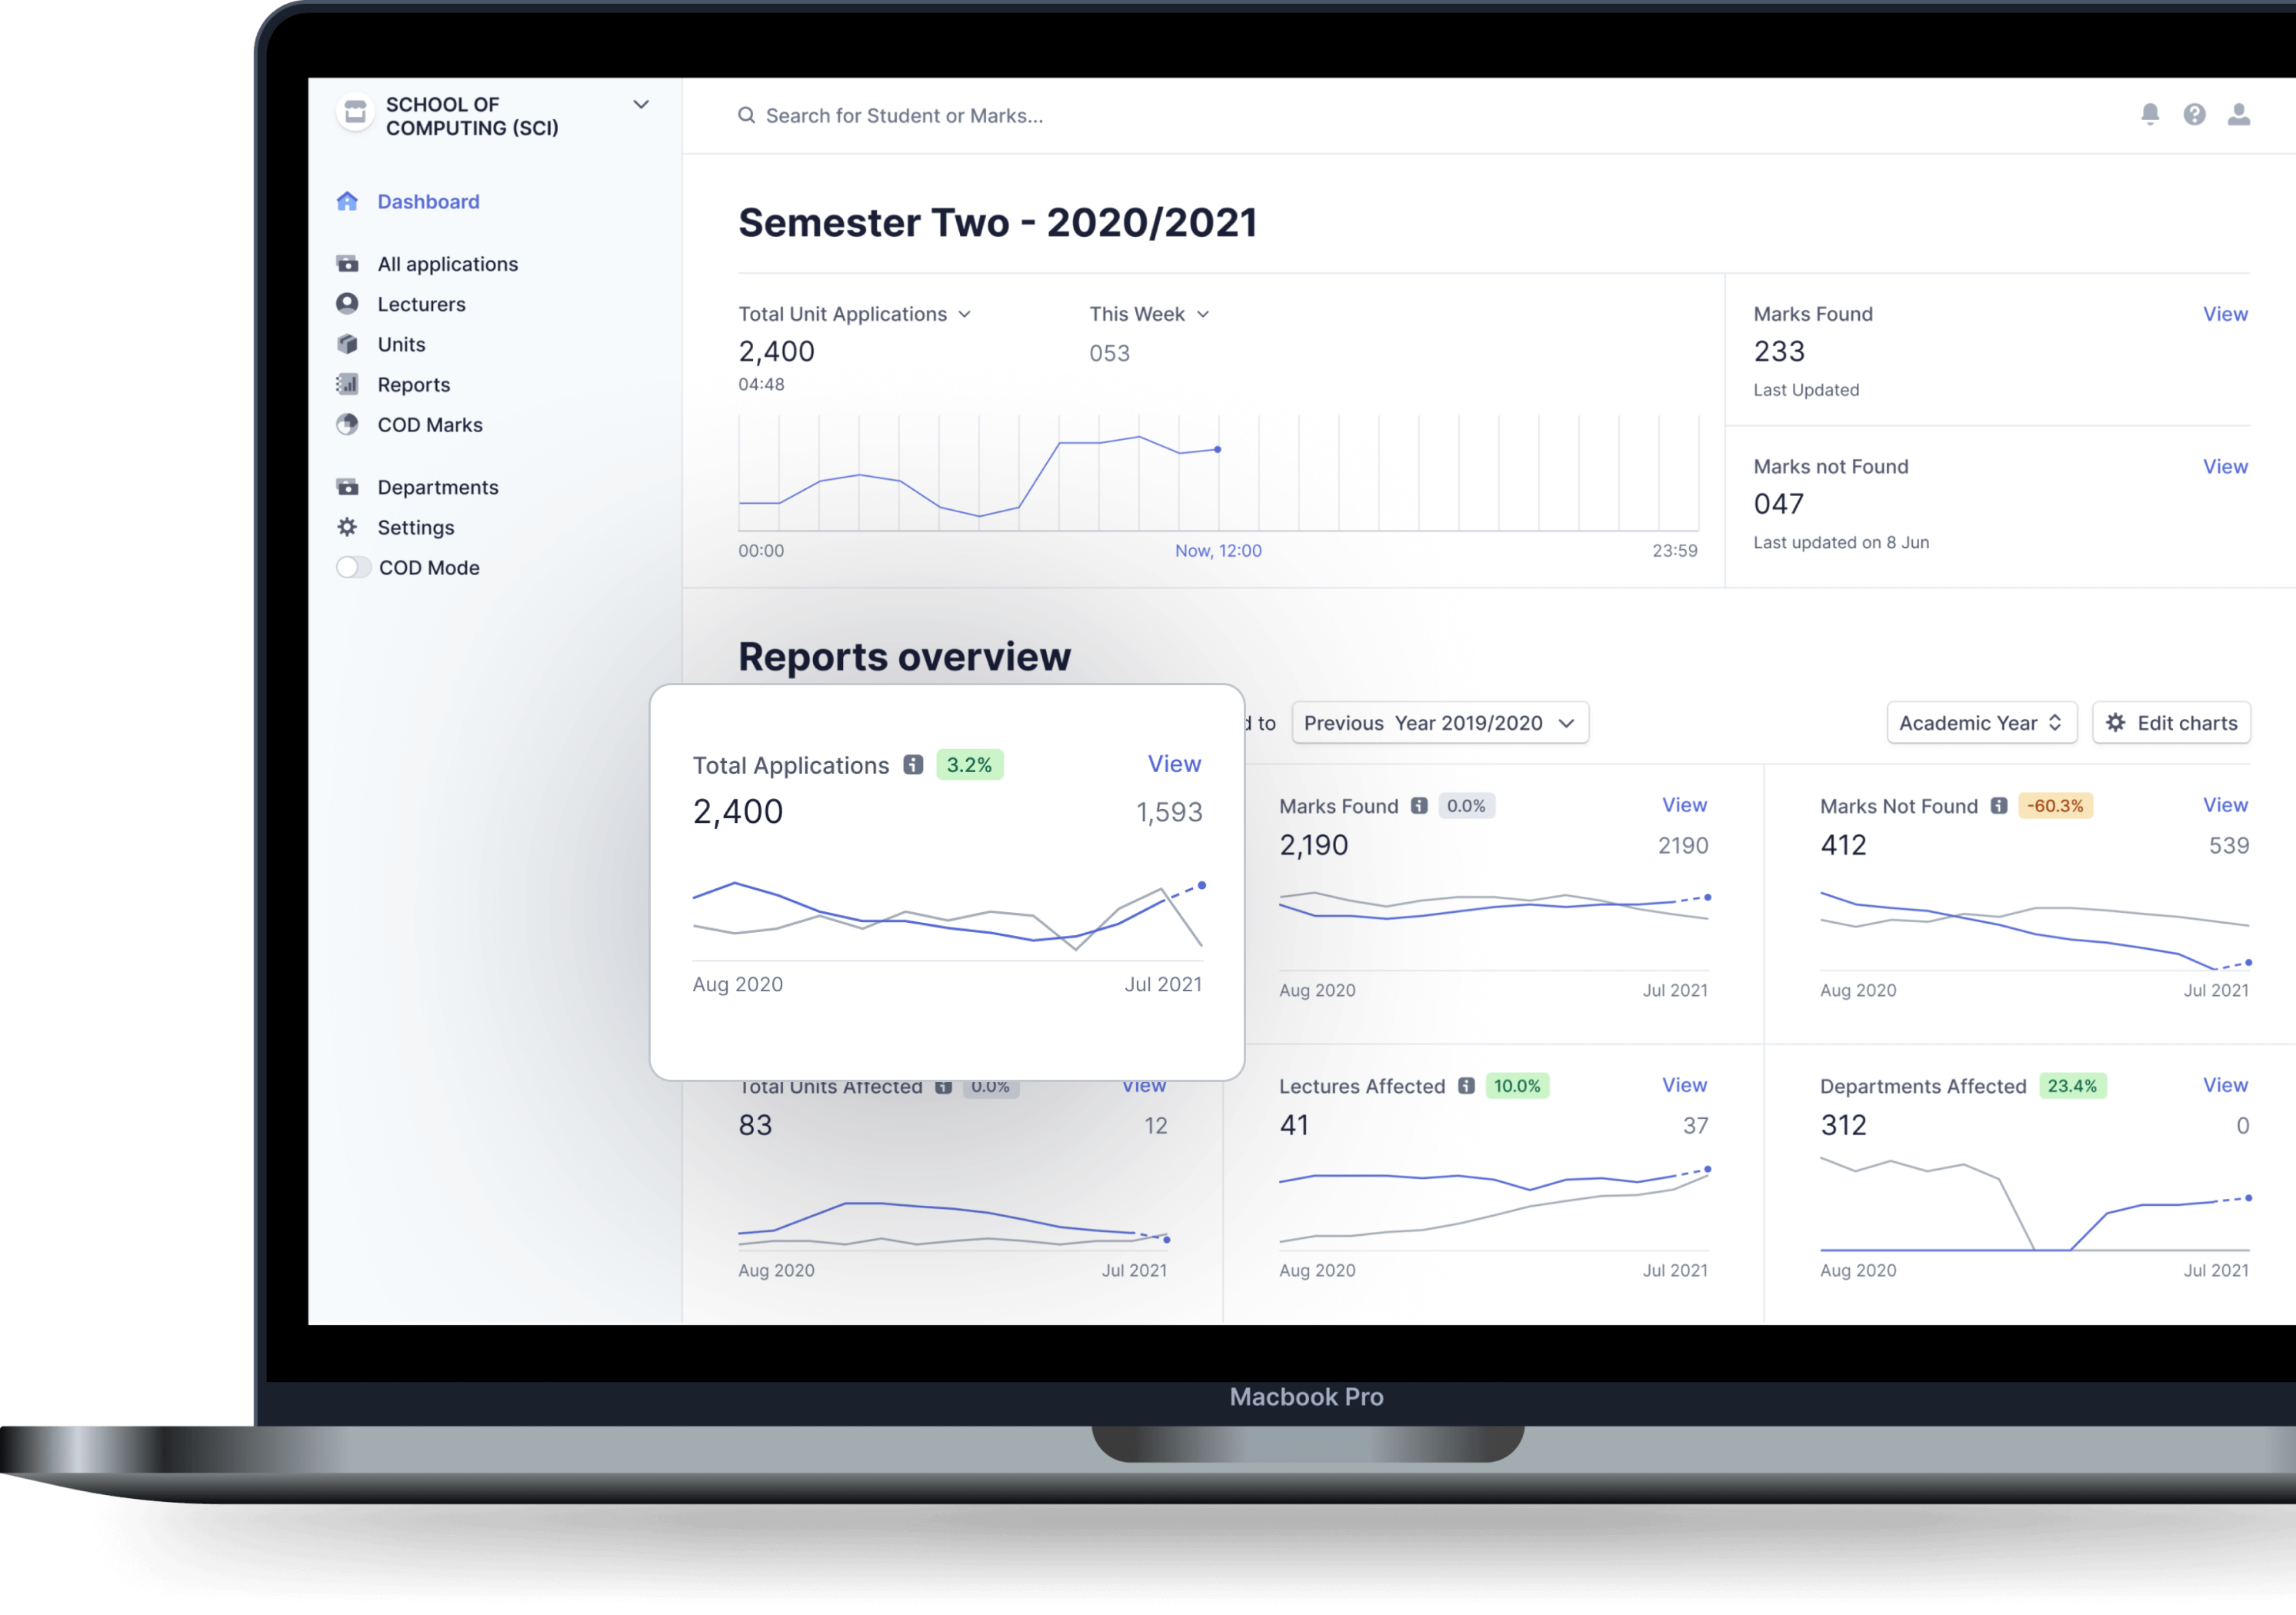 SCHOOL OF
COMPUTING (SCI)
Search for Student or Marks...
Dashboard
All applications
Lecturers
Units
Reports
COD Marks
Departments
Settings
COD Mode
Semester Two - 2020/2021
Total Unit Applications
This Week
2,400
053
04:48
00:00
Now, 12:00
23:59
Marks Found
View
233
Last Updated
Marks not Found
View
047
Last updated on 8 Jun
Reports overview
to
Previous Year 2019/2020
Academic Year
Edit charts
Total Applications
3.2%
View
2,400
1,593
Aug 2020
Jul 2021
Marks Found
0.0%
View
2,190
2190
Aug 2020
Jul 2021
Marks Not Found
-60.3%
View
412
539
Aug 2020
Jul 2021
Total Units Affected
0.0%
View
83
12
Aug 2020
Jul 2021
Lectures Affected
10.0%
View
41
37
Aug 2020
Jul 2021
Departments Affected
23.4%
View
312
0
Aug 2020
Jul 2021
Macbook Pro